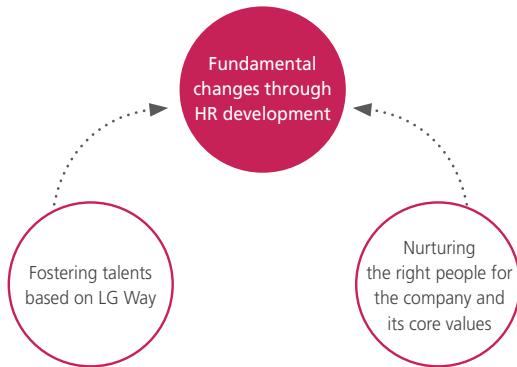 Fundamental
changes through
HR development
Fostering talents
based on LG Way
Nurturing
the right people for
the company and
its core values